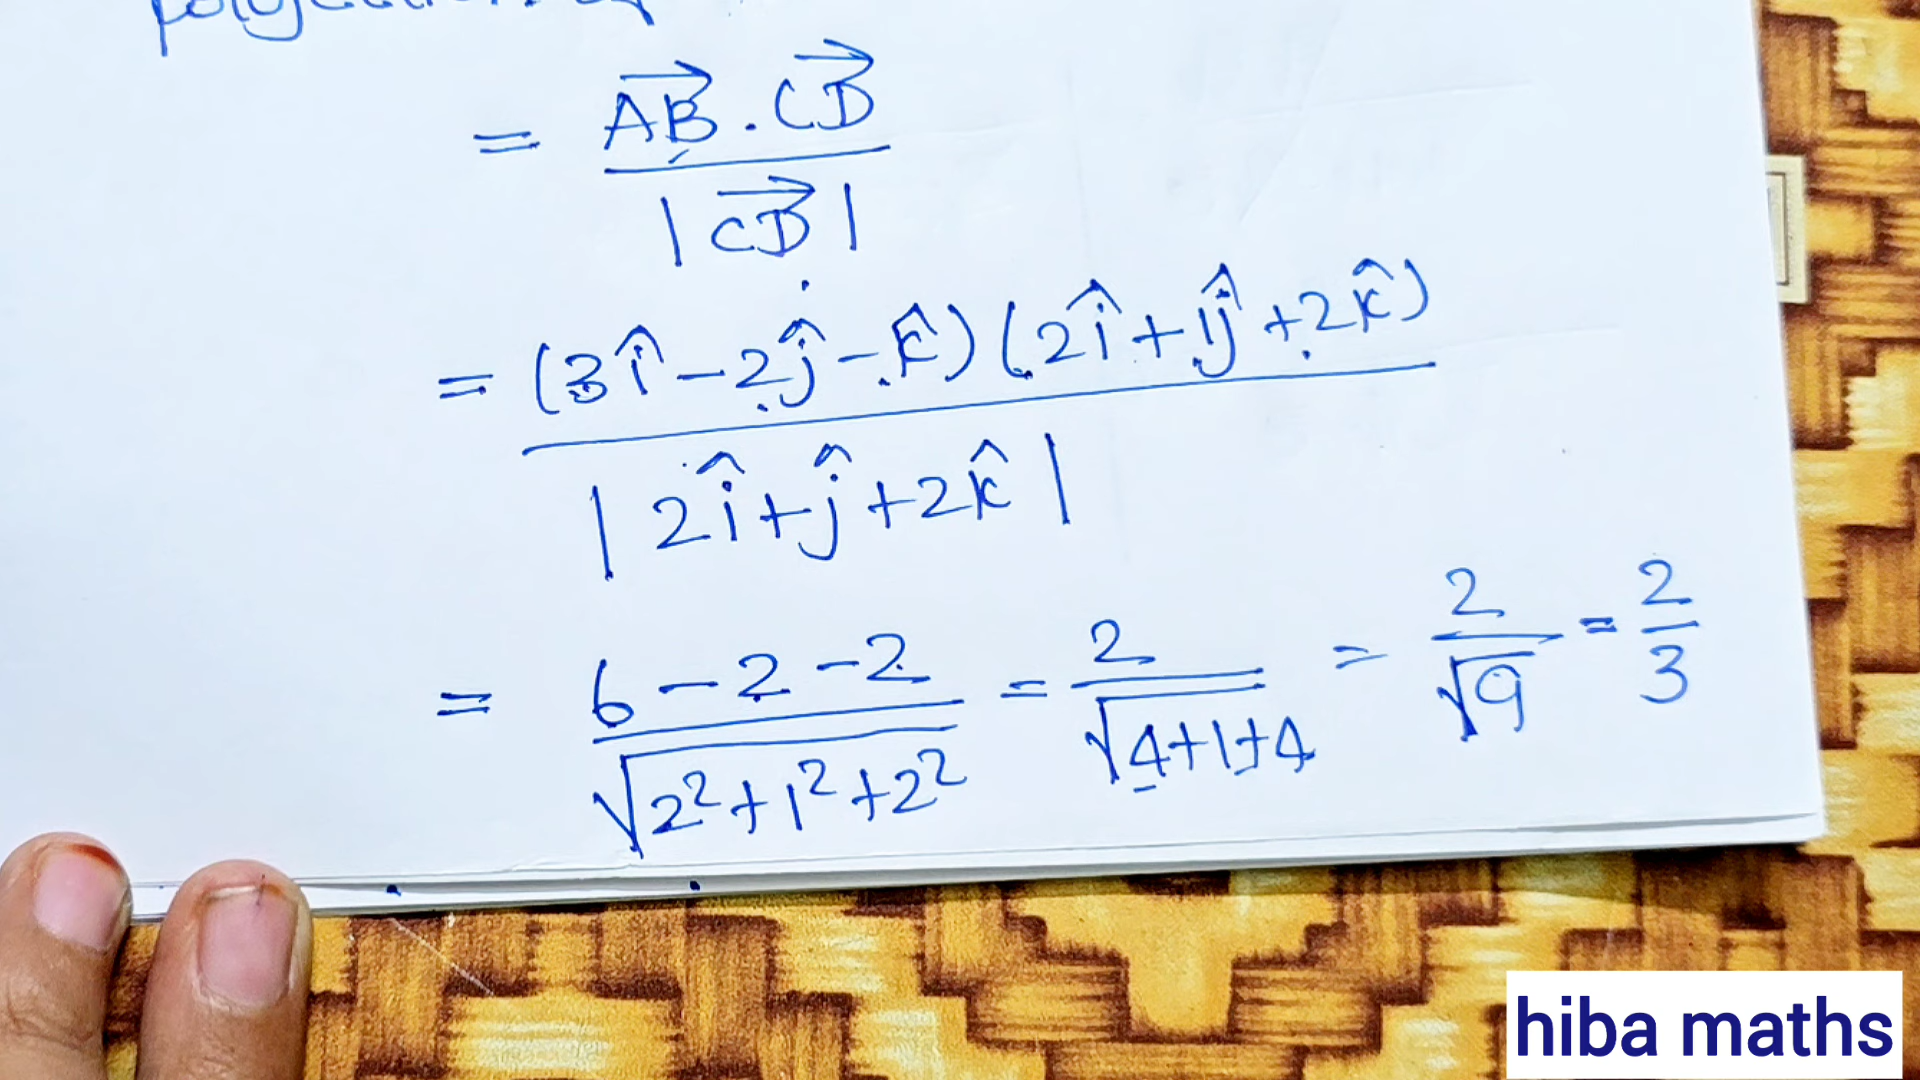 = AB⃗ . CD⃗ / |CD⃗|
= (3î - 2ĵ - k̂) (2î + 1ĵ + 2k̂) / |2î + ĵ + 2k̂|
= 6 - 2 - 2 / √2² + 1² + 2² = 2 / √4 + 1 + 4 = 2 / √9 = 2 / 3
hiba maths